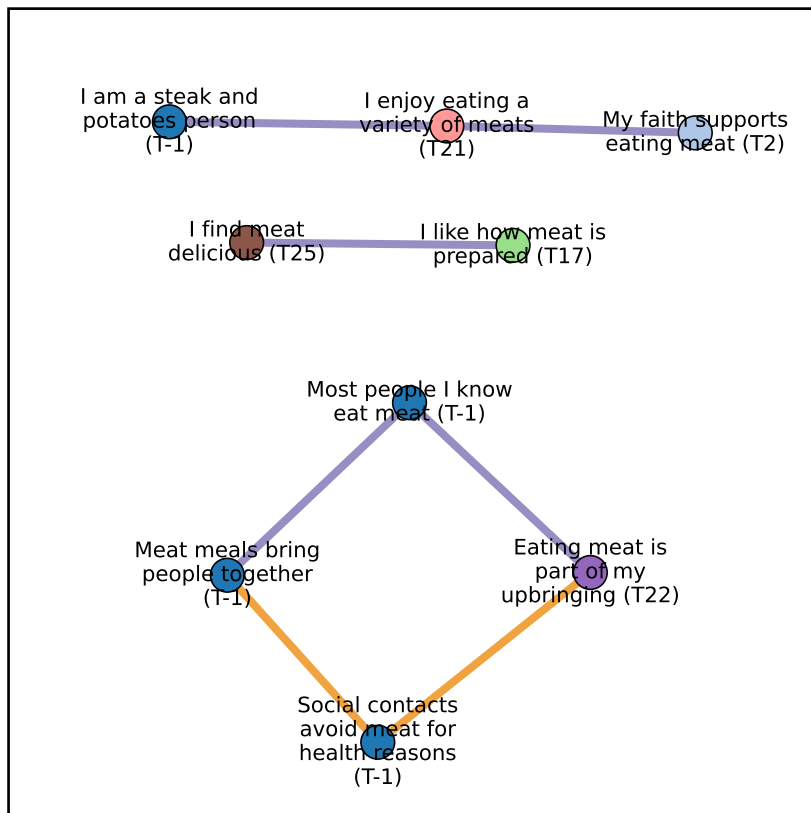 I am a steak and
potatoes person
(T-1)
I enjoy eating a
variety of meats
(T21)
My faith supports
eating meat (T2)
I find meat
delicious (T25)
I like how meat is
prepared (T17)
Most people I know
eat meat (T-1)
Meat meals bring
people together
(T-1)
Eating meat is
part of my
upbringing (T22)
Social contacts
avoid meat for
health reasons
(T-1)